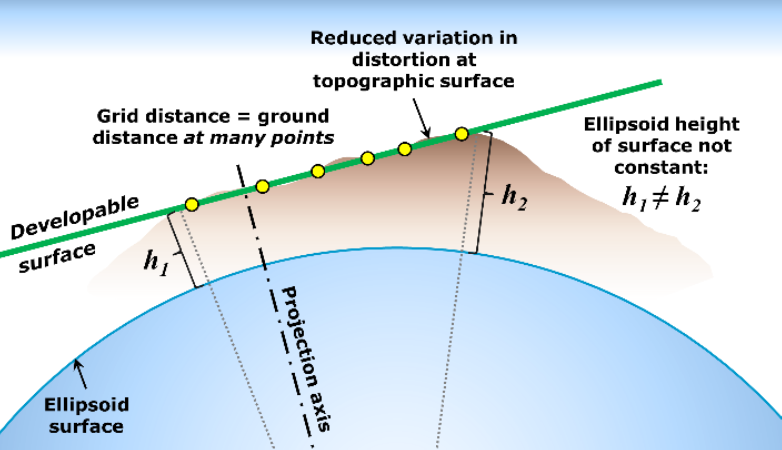 Reduced variation in
distortion at
topographic surface
Grid distance = ground
distance at many points
Ellipsoid height
of surface not
constant:
h₁ ≠ h₂
Developable
surface
h₁
h₂
Projection axis
Ellipsoid
surface